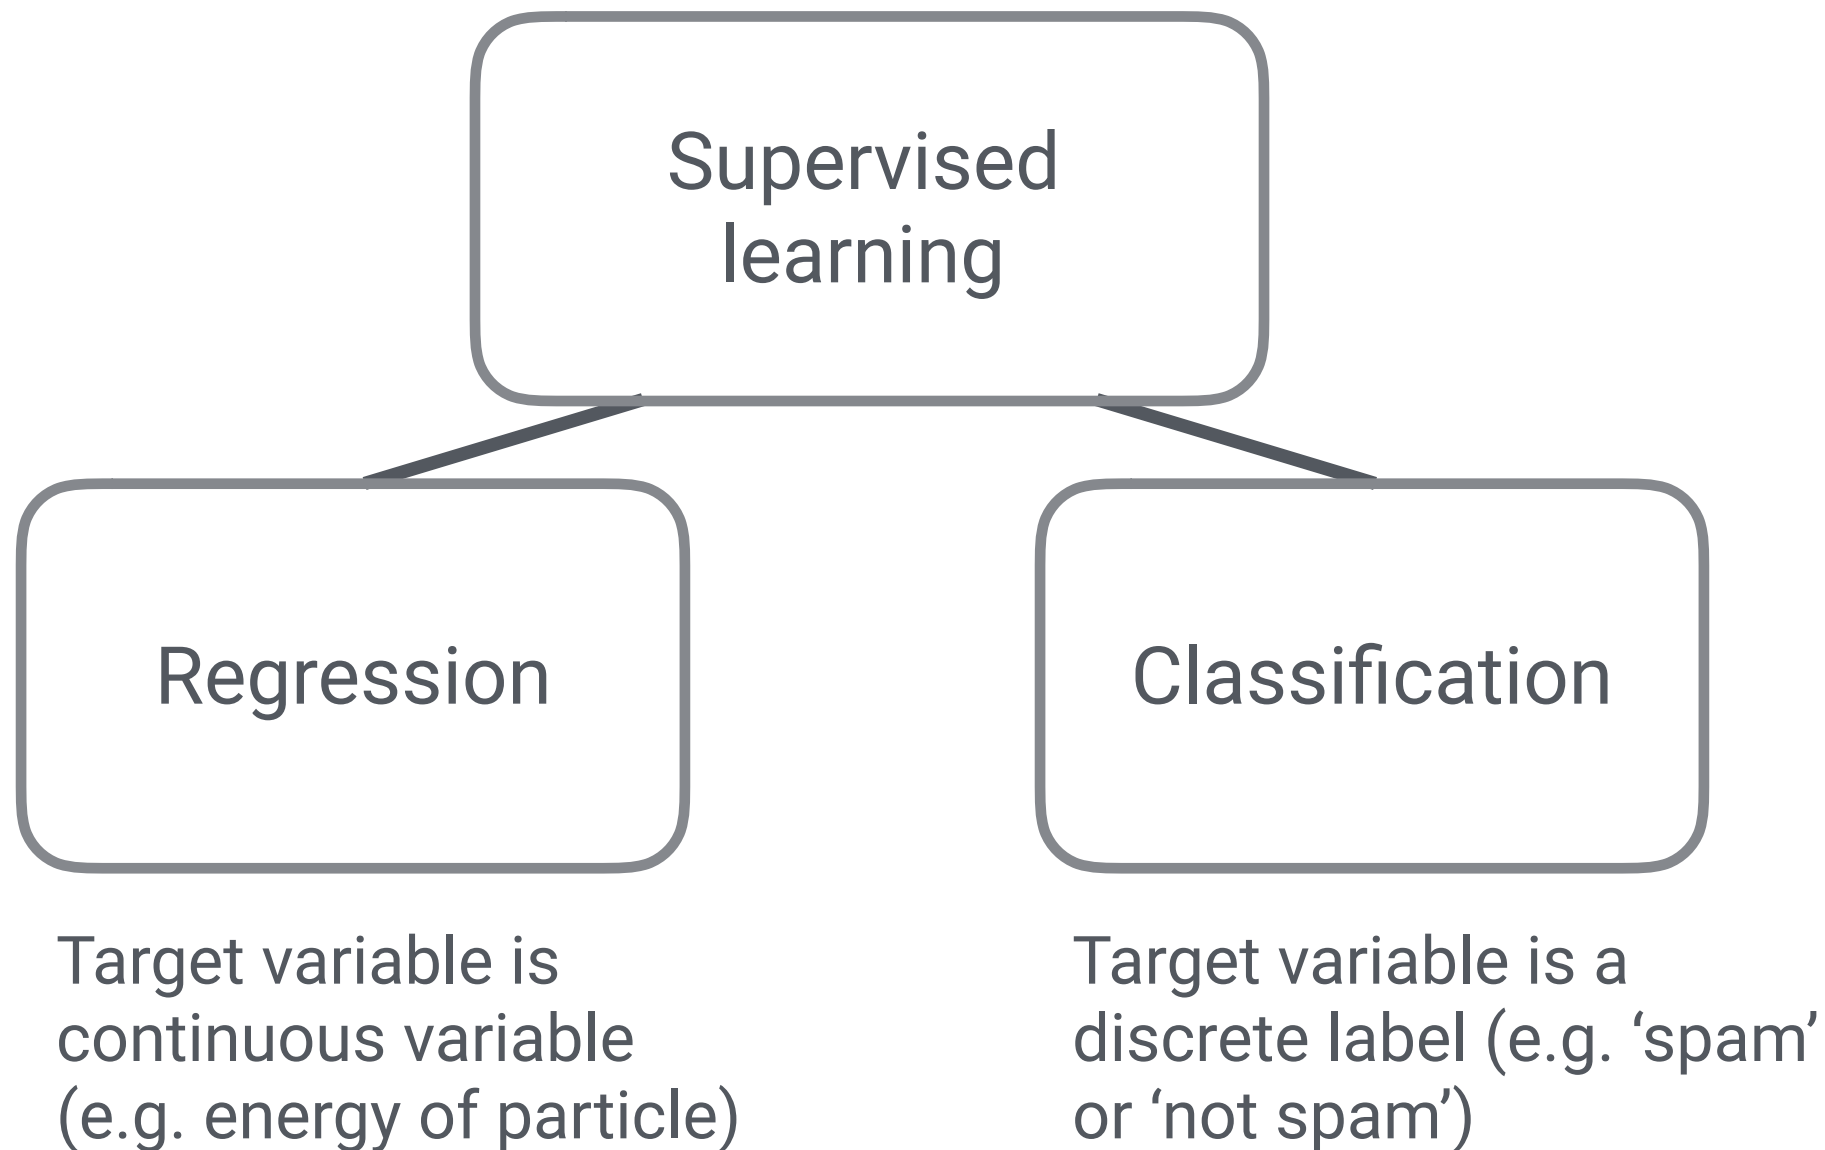 Supervised
learning
Regression
Classification
Target variable is
continuous variable
(e.g. energy of particle)
Target variable is a
discrete label (e.g. ‘spam’
or ‘not spam’)